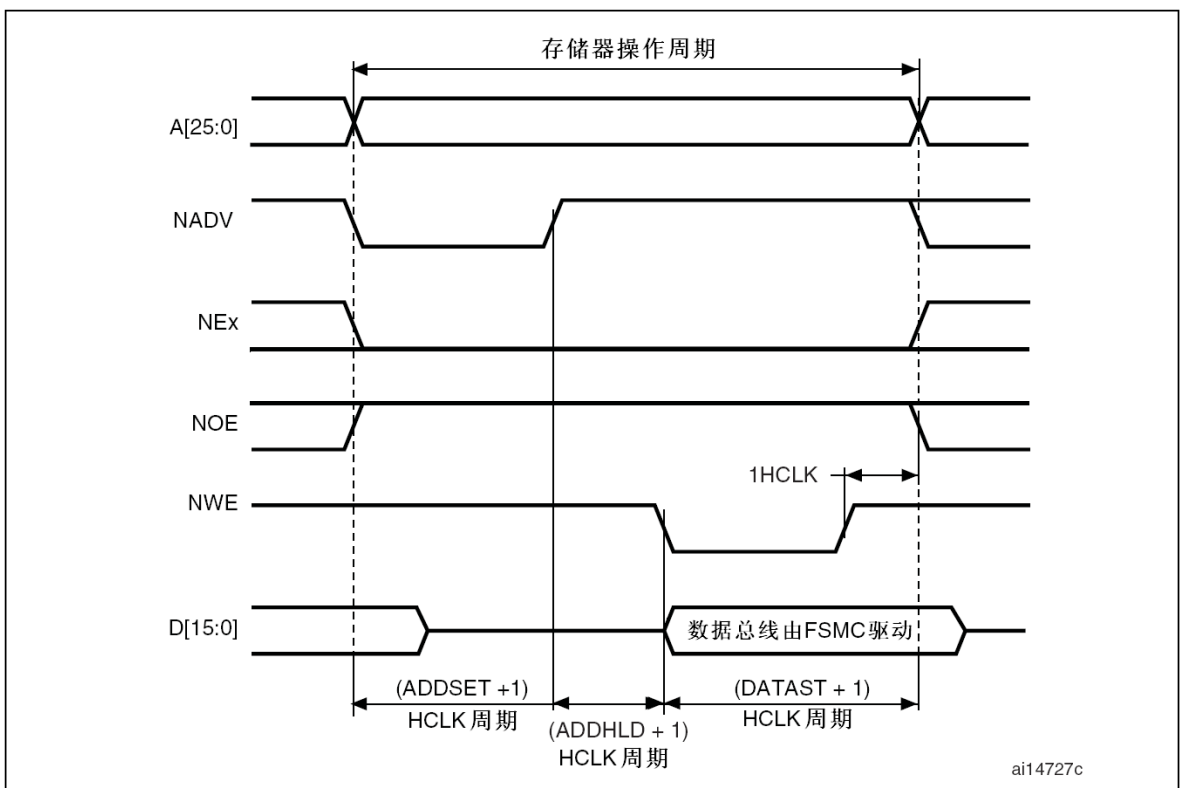 存储器操作周期
A[25:0]
NADV
NEx
NOE
1HCLK
NWE
D[15:0]
数据总线由FSMC驱动
(ADDSET +1)
HCLK 周期
(ADDHLD + 1)
HCLK 周期
(DATAST + 1)
HCLK 周期
ai14727c